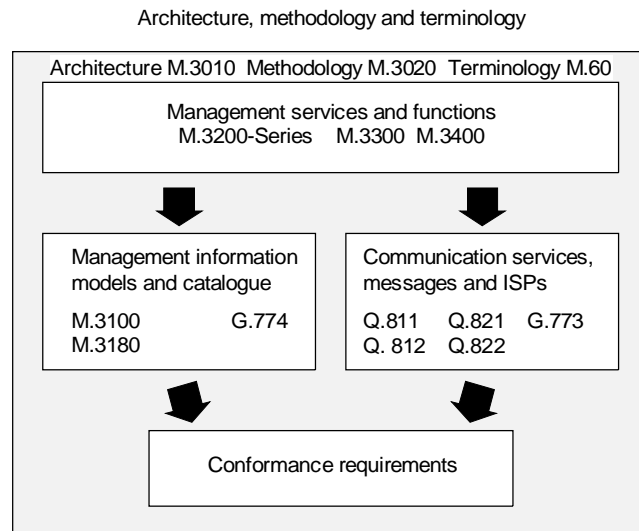 Architecture, methodology and terminology
Architecture M.3010 Methodology M.3020 Terminology M.60
Management services and functions
M.3200-Series M.3300 M.3400
Management information
models and catalogue
M.3100 G.774
M.3180
Communication services,
messages and ISPs
Q.811 Q.821 G.773
Q. 812 Q.822
Conformance requirements